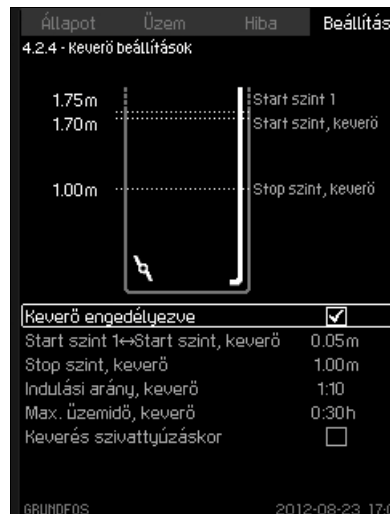 Állapot Üzem Hiba Beállítás
4.2.4 - Keverő beállítások
1.75m Start szint 1
1.70m Start szint, keverő
1.00m Stop szint, keverő
Keverő engedélyezve
Start szint 1↔Start szint, keverő 0.05m
Stop szint, keverő 1.00m
Indulási arány, keverő 1:10
Max. üzemidő, keverő 0:30h
Keverés szivattyúzáskor
GRUNDFOS 2012-08-23